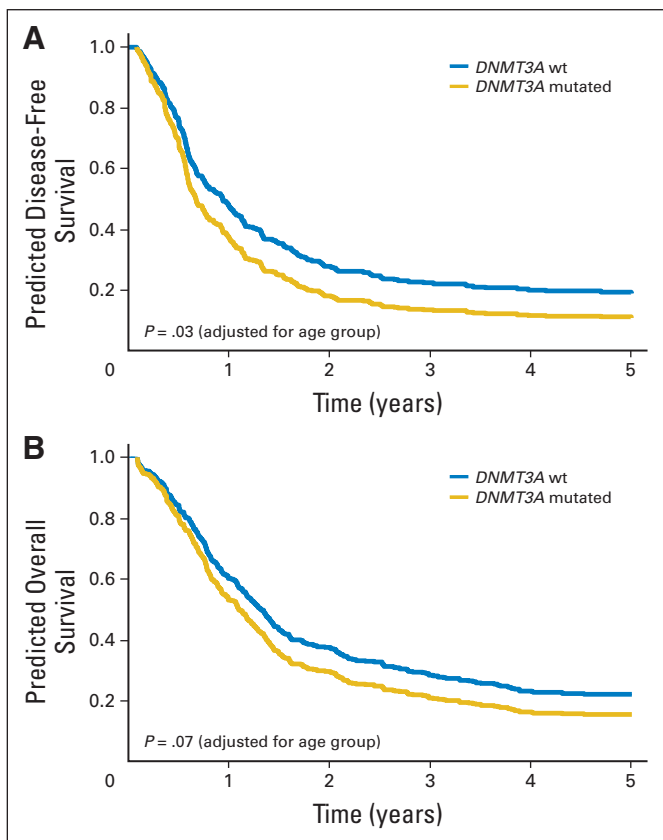 A
1.0
0.8
0.6
0.4
0.2
0
1
2
3
4
5
Predicted Disease-Free
Survival
Time (years)
DNMT3A wt
DNMT3A mutated
P = .03 (adjusted for age group)
B
1.0
0.8
0.6
0.4
0.2
0
1
2
3
4
5
Predicted Overall
Survival
Time (years)
DNMT3A wt
DNMT3A mutated
P = .07 (adjusted for age group)